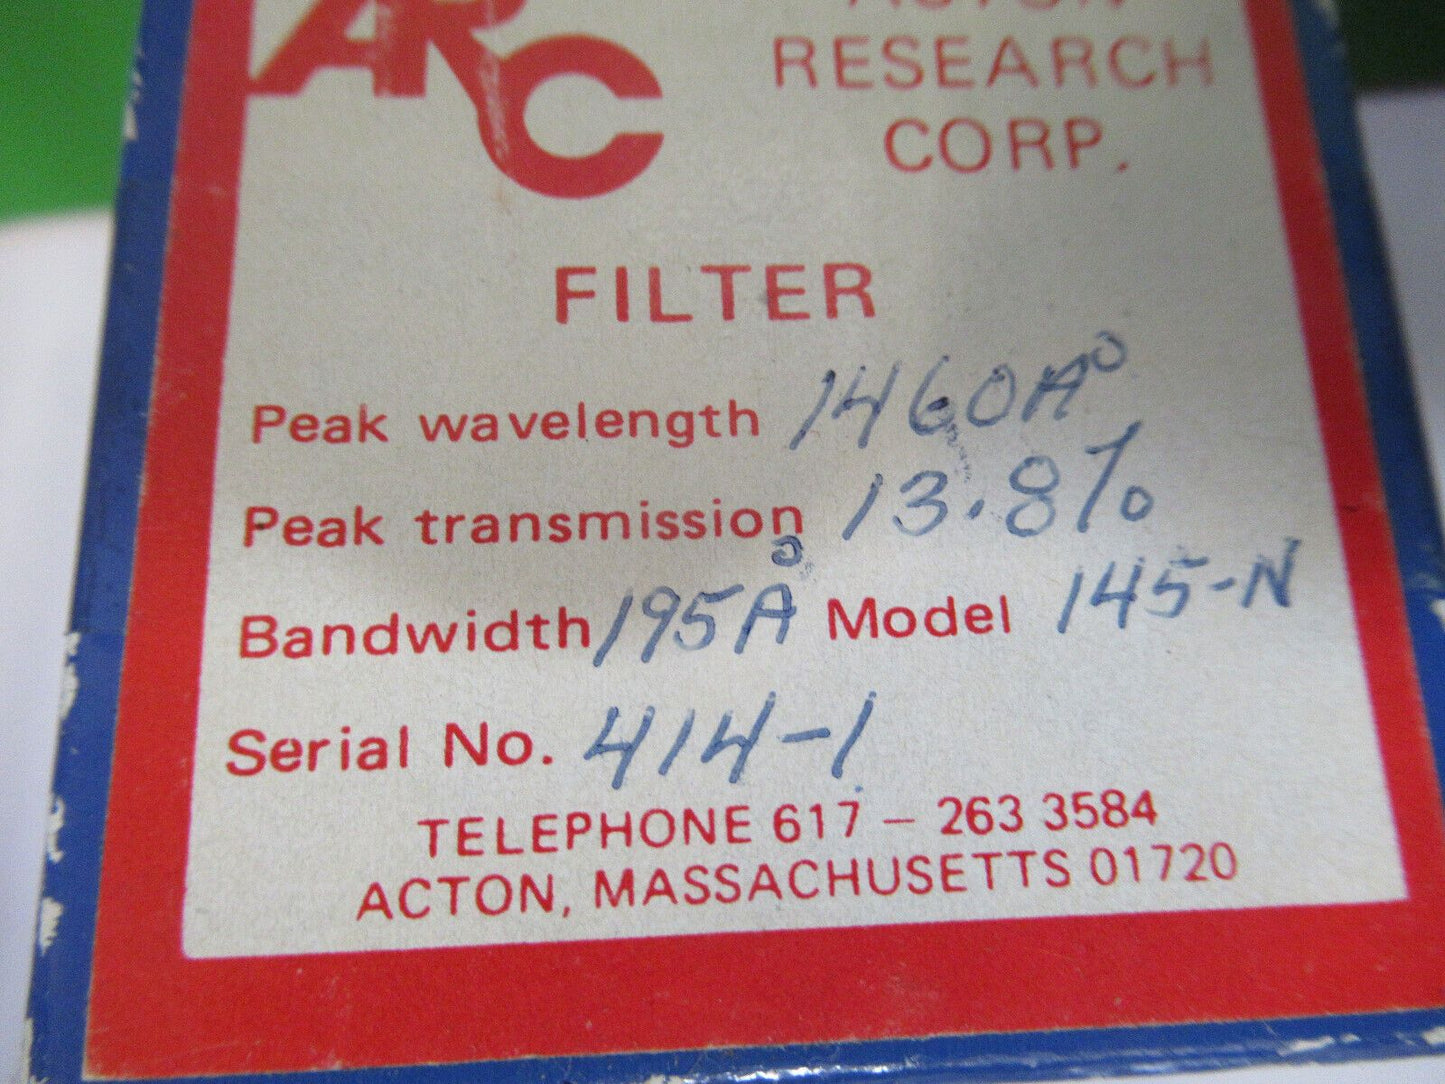 ARC
ACTON
RESEARCH
CORP.
FILTER
Peak wavelength 1460A°
Peak transmission 13.8%
Bandwidth 195Å Model 145-N
Serial No. 414-1
TELEPHONE 617 – 263 3584
ACTON, MASSACHUSETTS 01720